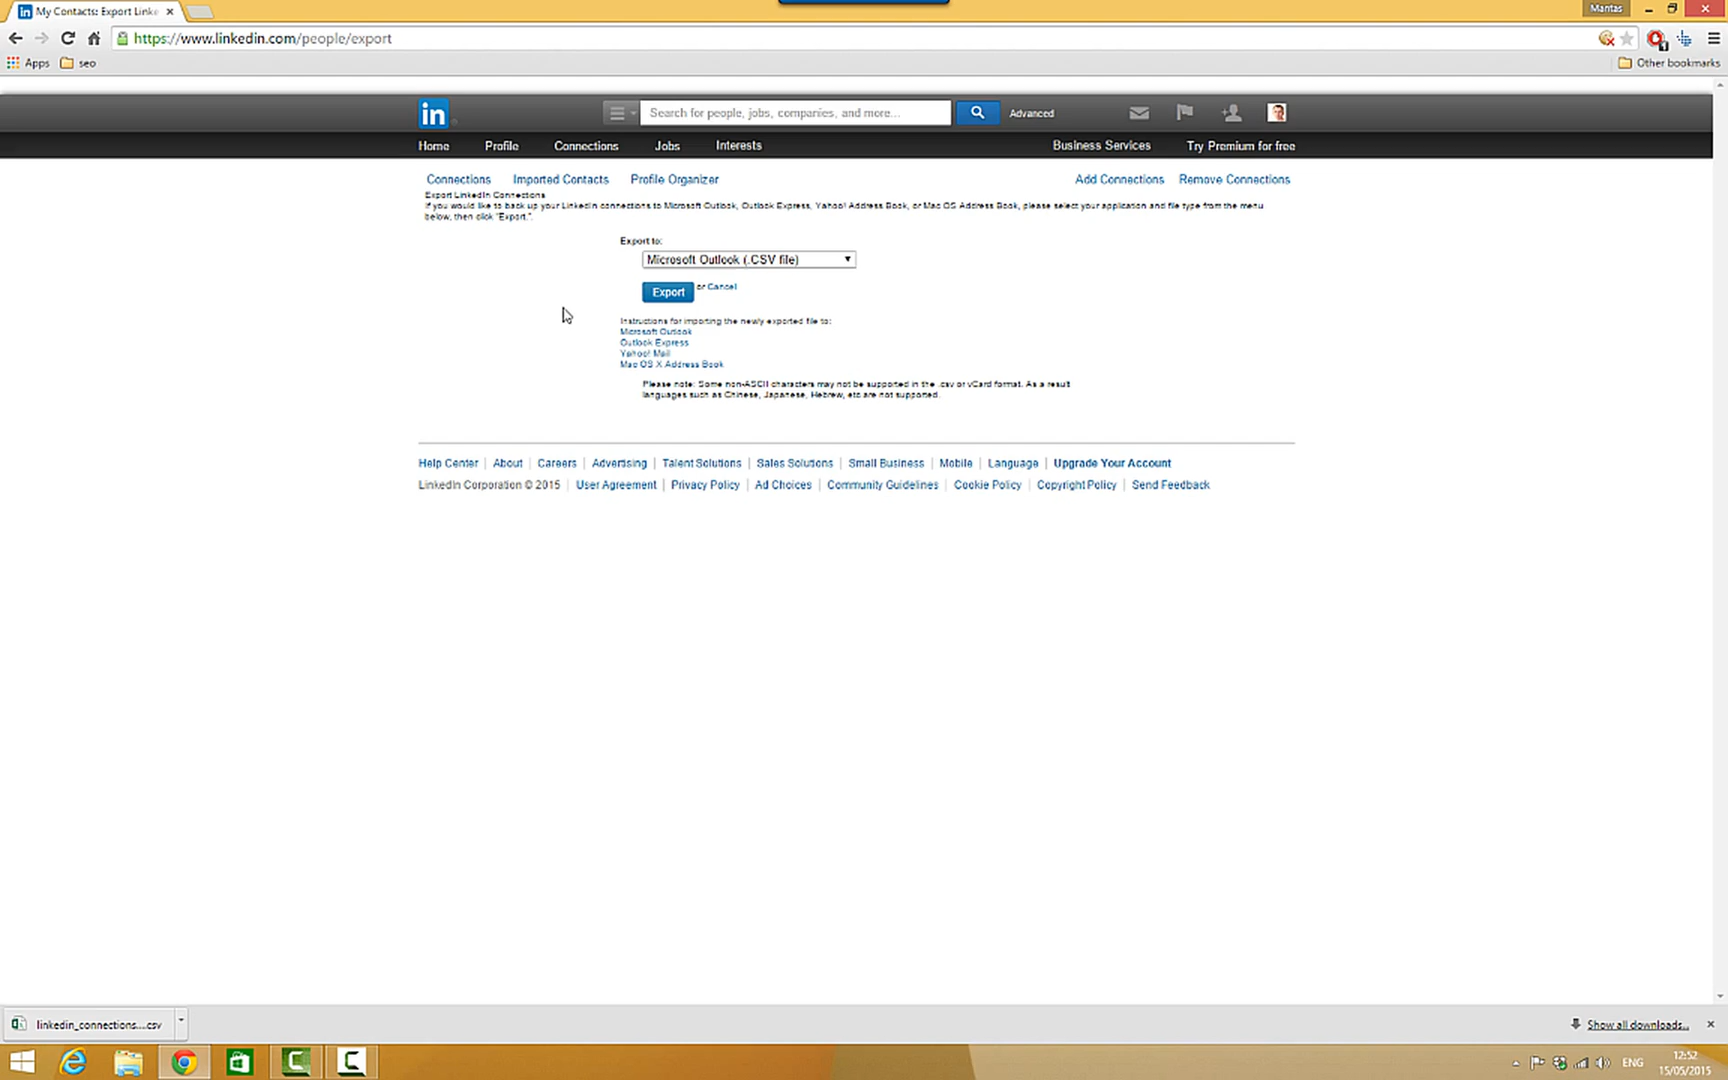 My Contacts: Export Linke
Mantas
https://www.linkedin.com/people/export
Apps seo
Other bookmarks
in
Search for people, jobs, companies, and more...
Advanced
Home Profile Connections Jobs Interests
Business Services Try Premium for free
Connections Imported Contacts Profile Organizer
Add Connections Remove Connections
Export LinkedIn Connections
If you would like to back up your LinkedIn connections to Microsoft Outlook, Outlook Express, Yahoo! Address Book, or Mac OS Address Book, please select your application and file type from the menu
below, then click "Export.".
Export to:
Microsoft Outlook (.CSV file)
Export or Cancel
Instructions for importing the newly exported file to:
Microsoft Outlook
Outlook Express
Yahoo! Mail
Mac OS X Address Book
Please note: Some non-ASCII characters may not be supported in the .csv or vCard format. As a result
languages such as Chinese, Japanese, Hebrew, etc are not supported.
Help Center | About | Careers | Advertising | Talent Solutions | Sales Solutions | Small Business | Mobile | Language | Upgrade Your Account
LinkedIn Corporation © 2015 | User Agreement | Privacy Policy | Ad Choices | Community Guidelines | Cookie Policy | Copyright Policy | Send Feedback
linkedin_connections....csv
Show all downloads...
ENG
12:52
15/05/2015